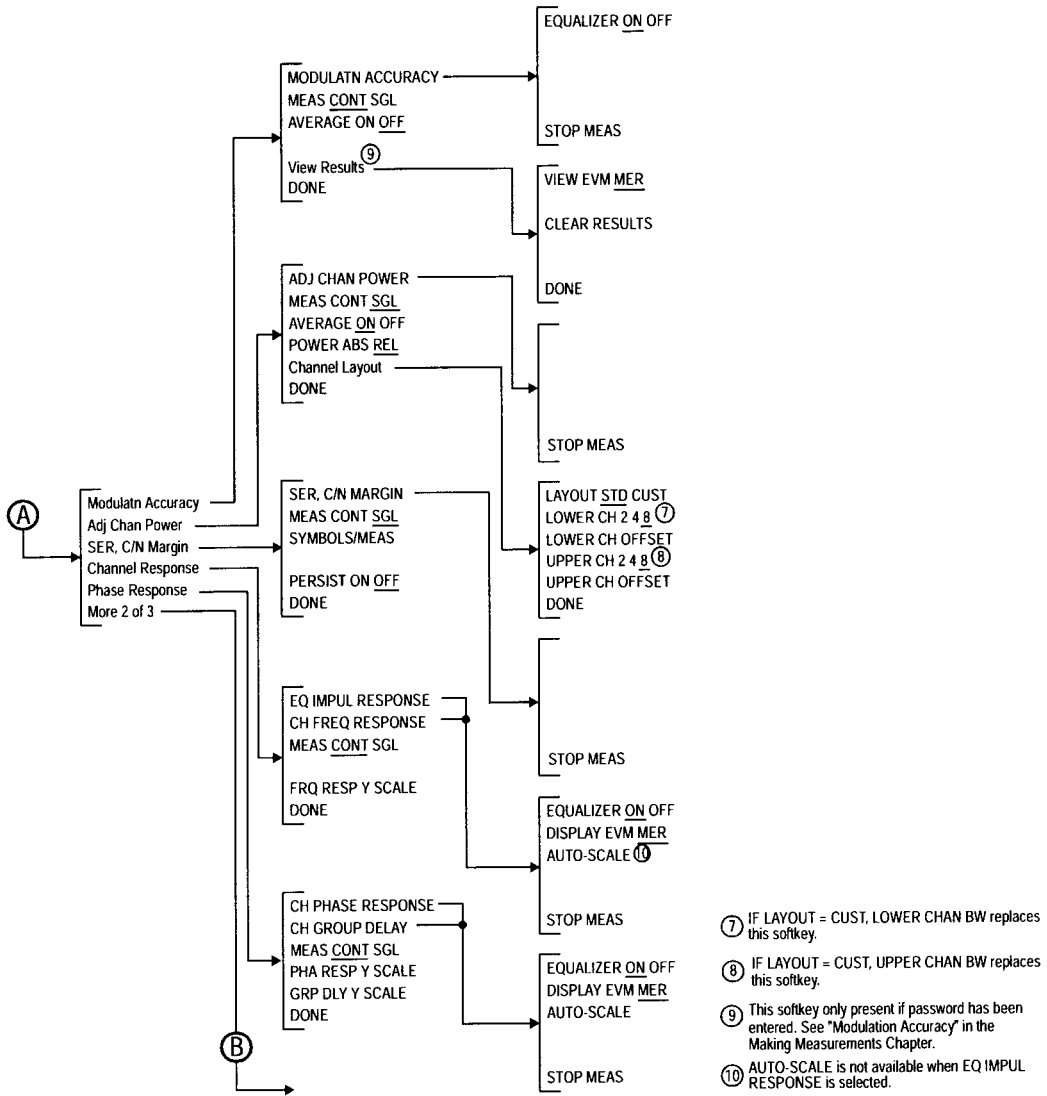 A
Modulatn Accuracy
Adj Chan Power
SER, C/N Margin
Channel Response
Phase Response
More 2 of 3
B
MODULATN ACCURACY
MEAS CONT SGL
AVERAGE ON OFF
View Results 9
DONE
ADJ CHAN POWER
MEAS CONT SGL
AVERAGE ON OFF
POWER ABS REL
Channel Layout
DONE
SER, C/N MARGIN
MEAS CONT SGL
SYMBOLS/MEAS
PERSIST ON OFF
DONE
EQ IMPUL RESPONSE
CH FREQ RESPONSE
MEAS CONT SGL
FRQ RESP Y SCALE
DONE
CH PHASE RESPONSE
CH GROUP DELAY
MEAS CONT SGL
PHA RESP Y SCALE
GRP DLY Y SCALE
DONE
EQUALIZER ON OFF
STOP MEAS
VIEW EVM MER
CLEAR RESULTS
DONE
STOP MEAS
LAYOUT STD CUST
LOWER CH 2 4 8 7
LOWER CH OFFSET
UPPER CH 2 4 8 8
UPPER CH OFFSET
DONE
STOP MEAS
EQUALIZER ON OFF
DISPLAY EVM MER
AUTO-SCALE 10
STOP MEAS
EQUALIZER ON OFF
DISPLAY EVM MER
AUTO-SCALE
STOP MEAS
7 IF LAYOUT = CUST, LOWER CHAN BW replaces
this softkey.
8 IF LAYOUT = CUST, UPPER CHAN BW replaces
this softkey.
9 This softkey only present if password has been
entered. See "Modulation Accuracy" in the
Making Measurements Chapter.
10 AUTO-SCALE is not available when EQ IMPUL
RESPONSE is selected.